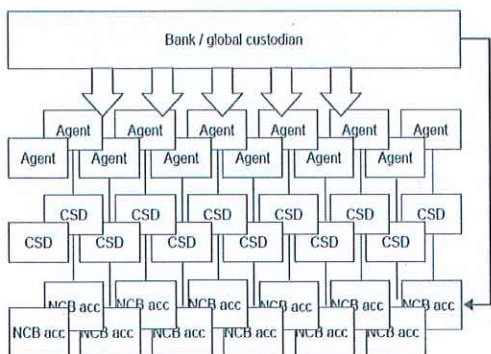 Bank / global custodian
Agent Agent Agent Agent Agent Agent
Agent Agent Agent Agent Agent Agent
CSD CSD CSD CSD CSD CSD
CSD CSD CSD CSD CSD CSD
NCB acc NCB acc NCB acc NCB acc NCB acc NCB acc
NCB acc NCB acc NCB acc NCB acc NCB acc NCB acc